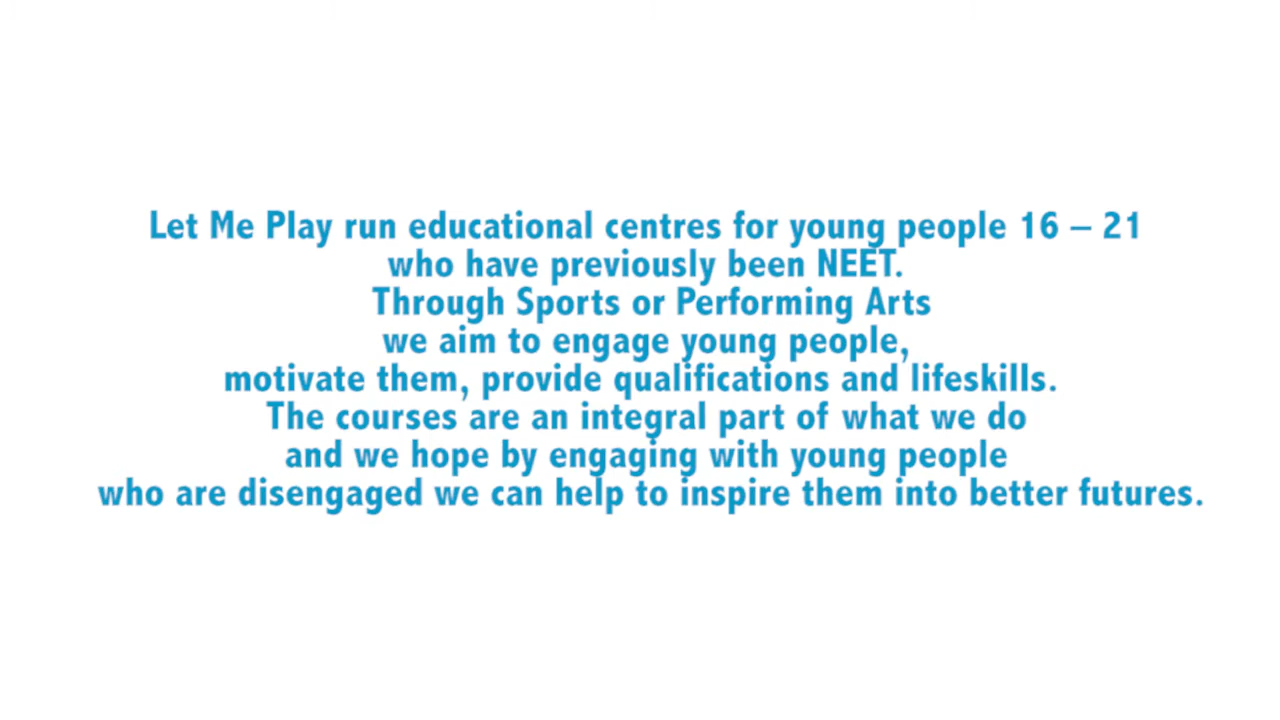 Let Me Play run educational centres for young people 16 – 21
who have previously been NEET.
Through Sports or Performing Arts
we aim to engage young people,
motivate them, provide qualifications and lifeskills.
The courses are an integral part of what we do
and we hope by engaging with young people
who are disengaged we can help to inspire them into better futures.